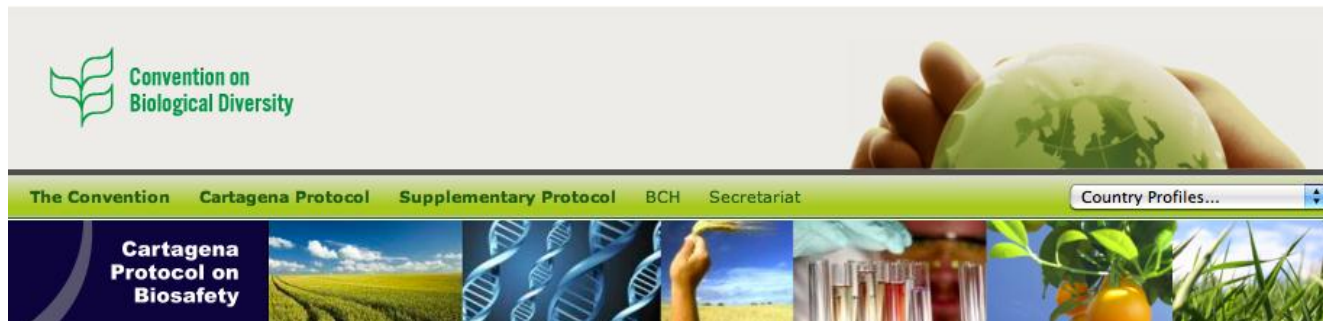 Convention on
Biological Diversity
The Convention Cartagena Protocol Supplementary Protocol BCH Secretariat Country Profiles...
Cartagena
Protocol on
Biosafety